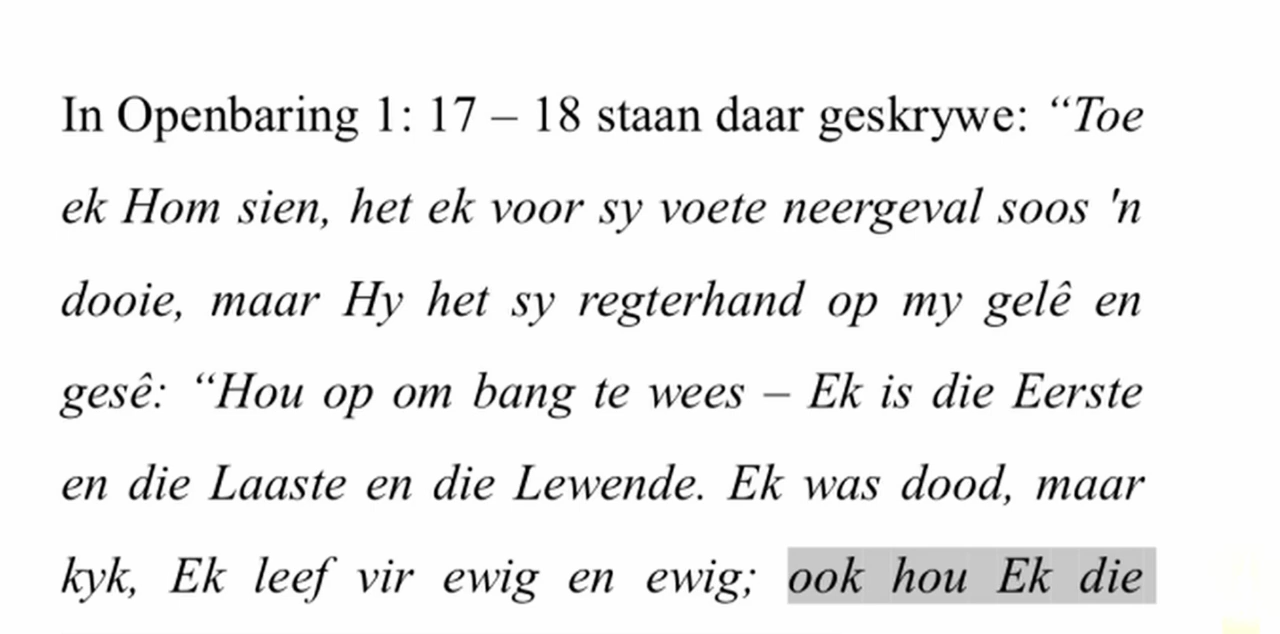 In Openbaring 1: 17 – 18 staan daar geskrywe: “Toe
ek Hom sien, het ek voor sy voete neergeval soos 'n
dooie, maar Hy het sy regterhand op my gelê en
gesê: “Hou op om bang te wees – Ek is die Eerste
en die Laaste en die Lewende. Ek was dood, maar
kyk, Ek leef vir ewig en ewig; ook hou Ek die